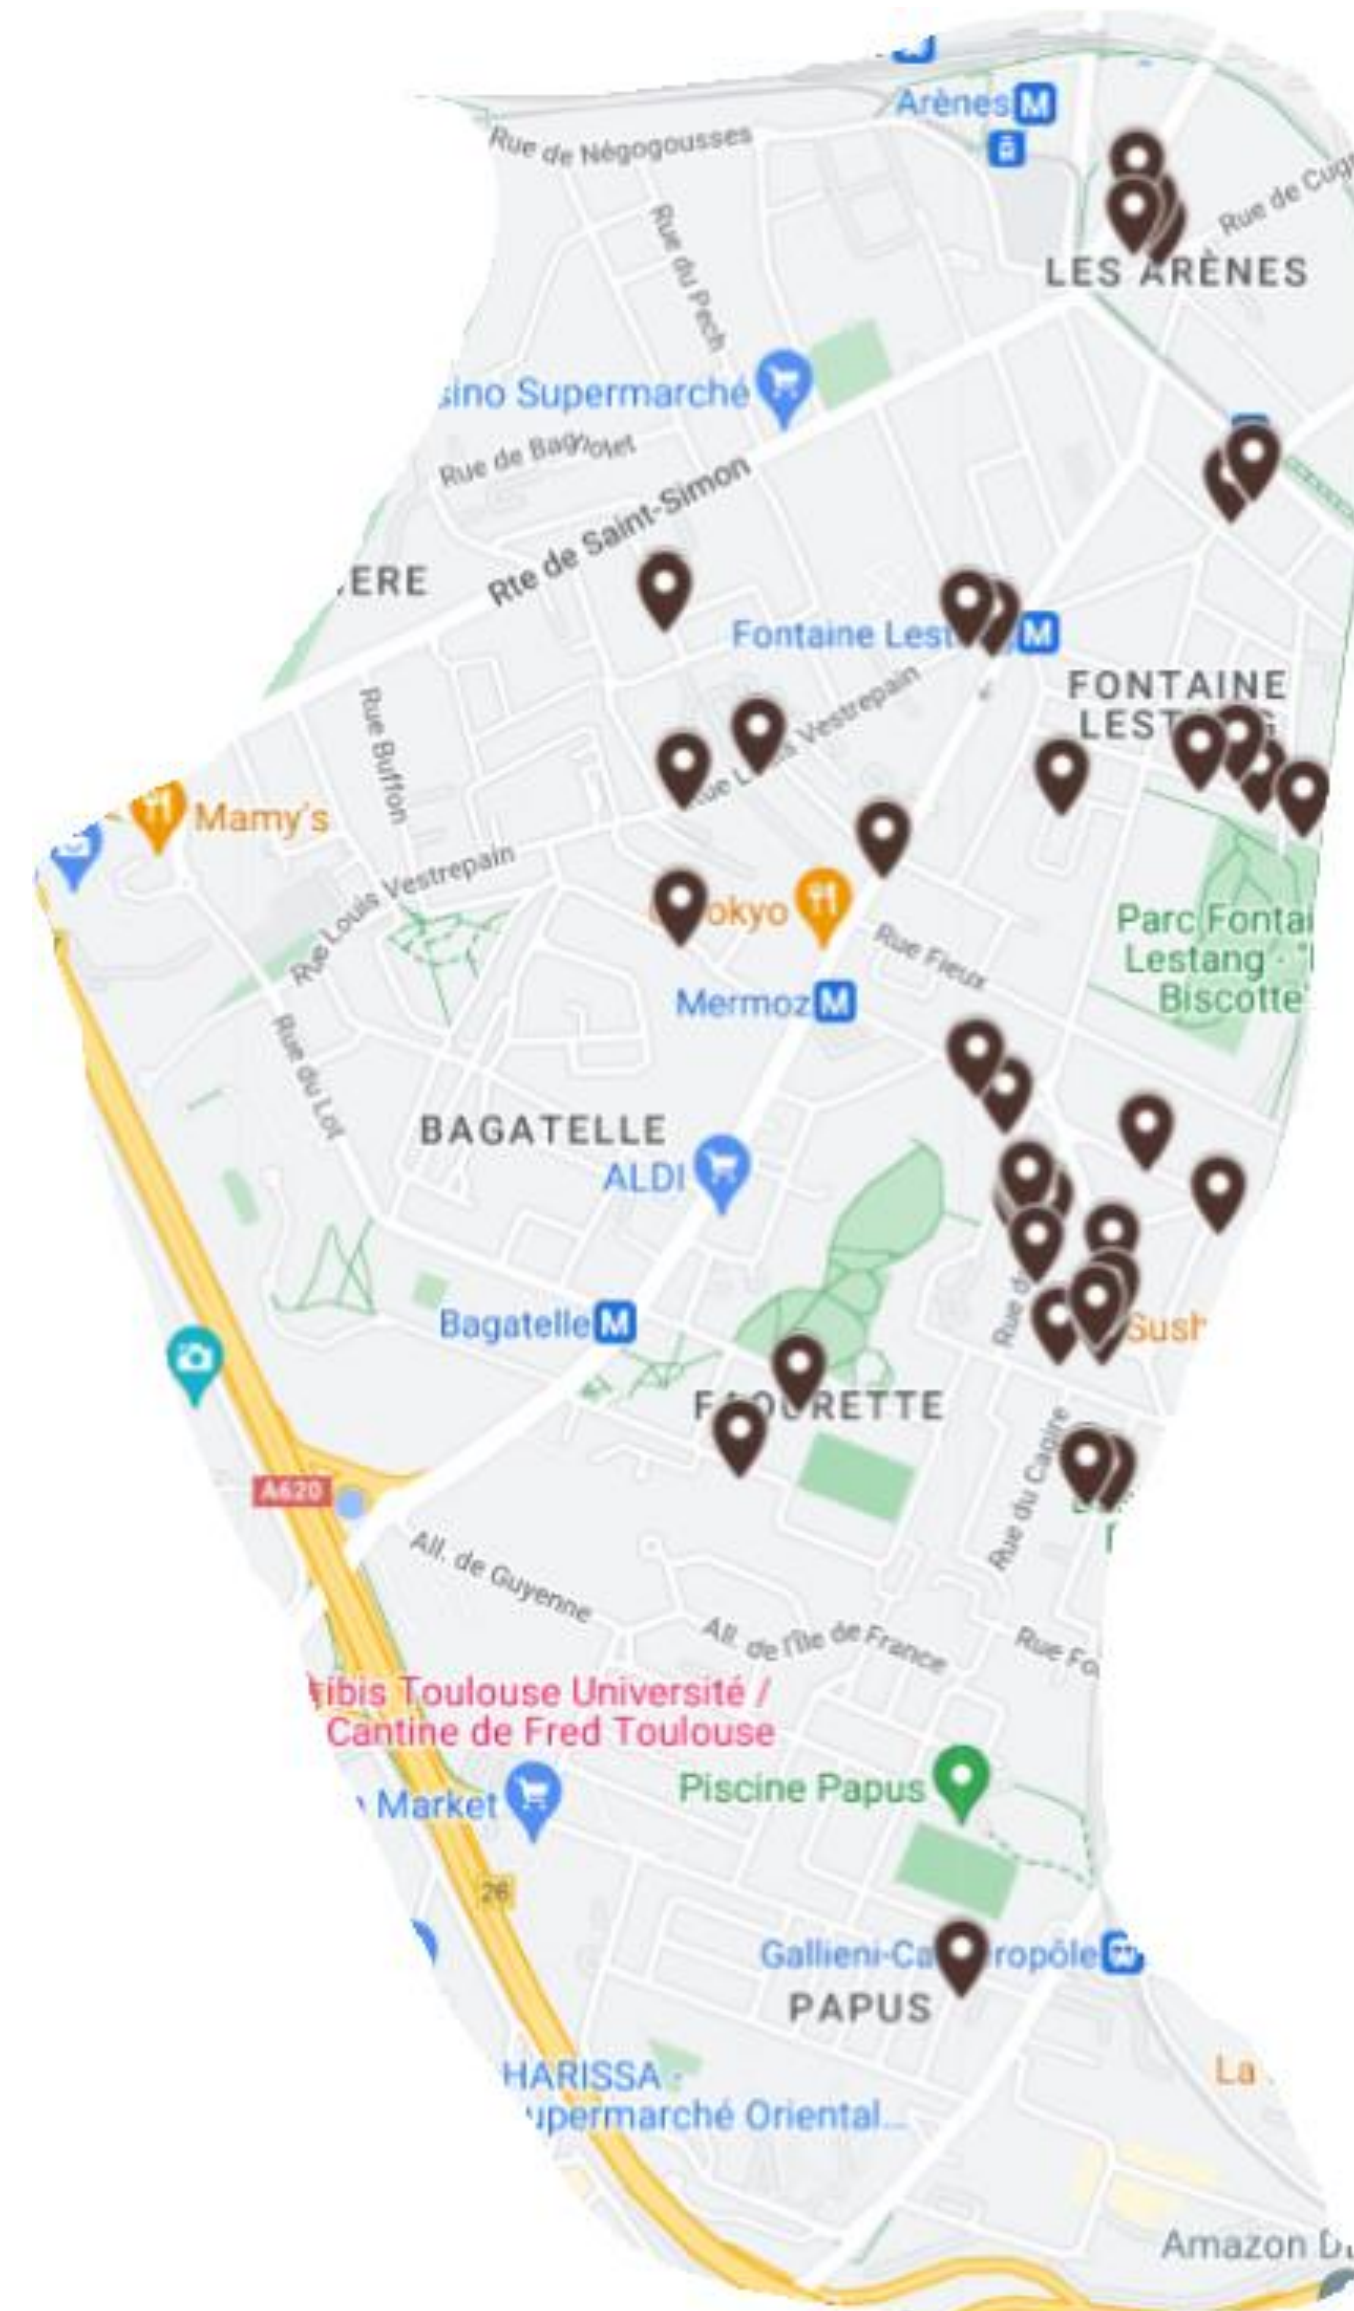 Arènes
Rue de Négogousses
Rue de Cugn
Rue du Pech
LES ARÈNES
sino Supermarché
Rue de Bagnolet
Rte de Saint-Simon
ERE
Fontaine Lest
FONTAINE
LEST G
Rue Louis Vestrepain
Rue Buffon
Mamy's
Rue Louis Vestrepain
okyo
Parc Fontai
Lestang
Biscotte
Rue Fieux
Mermoz
Rue du Lot
BAGATELLE
ALDI
Rue d
Bagatelle
Sush
F OURETTE
Rue du Cagire
A620
All. de Guyenne
All. de l'Île de France
Rue Fo
ibis Toulouse Université /
Cantine de Fred Toulouse
Piscine Papus
Market
26
Gallieni-Ca ropôle
PAPUS
HARISSA -
upermarché Oriental...
La
Amazon D